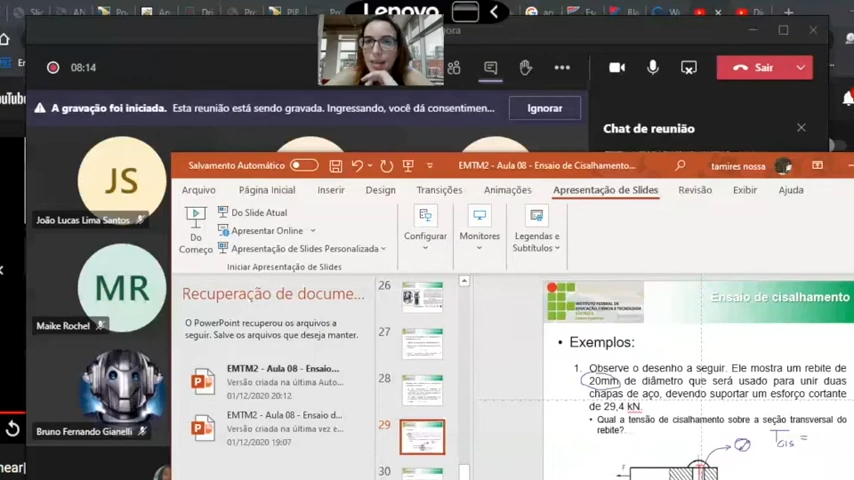 Lenovo
08:14
Sair
A gravação foi iniciada. Esta reunião está sendo gravada. Ingressando, você dá consentimen...
Ignorar
Chat de reunião
JS
João Lucas Lima Santos
MR
Maike Rochel
Bruno Fernando Gianelli
Salvamento Automático
EMTM2 - Aula 08 - Ensaio de Cisalhamento...
tamires nossa
Arquivo Página Inicial Inserir Design Transições Animações Apresentação de Slides Revisão Exibir Ajuda
Do Começo
Do Slide Atual
Apresentar Online
Apresentação de Slides Personalizada
Iniciar Apresentação de Slides
Configurar
Monitores
Legendas e Subtítulos
Recuperação de docume...
O PowerPoint recuperou os arquivos a
seguir. Salve os arquivos que deseja manter.
EMTM2 - Aula 08 - Ensaio...
Versão criada na última Auto...
01/12/2020 20:12
EMTM2 - Aula 08 - Ensaio d...
Versão criada na última vez e...
01/12/2020 19:07
26
27
28
29
30
INSTITUTO FEDERAL
Ensaio de cisalhamento
• Exemplos:
1. Observe o desenho a seguir. Ele mostra um rebite de
20mm de diâmetro que será usado para unir duas
chapas de aço, devendo suportar um esforço cortante
de 29,4 kN.
• Qual a tensão de cisalhamento sobre a seção transversal do
rebite?
T cis =